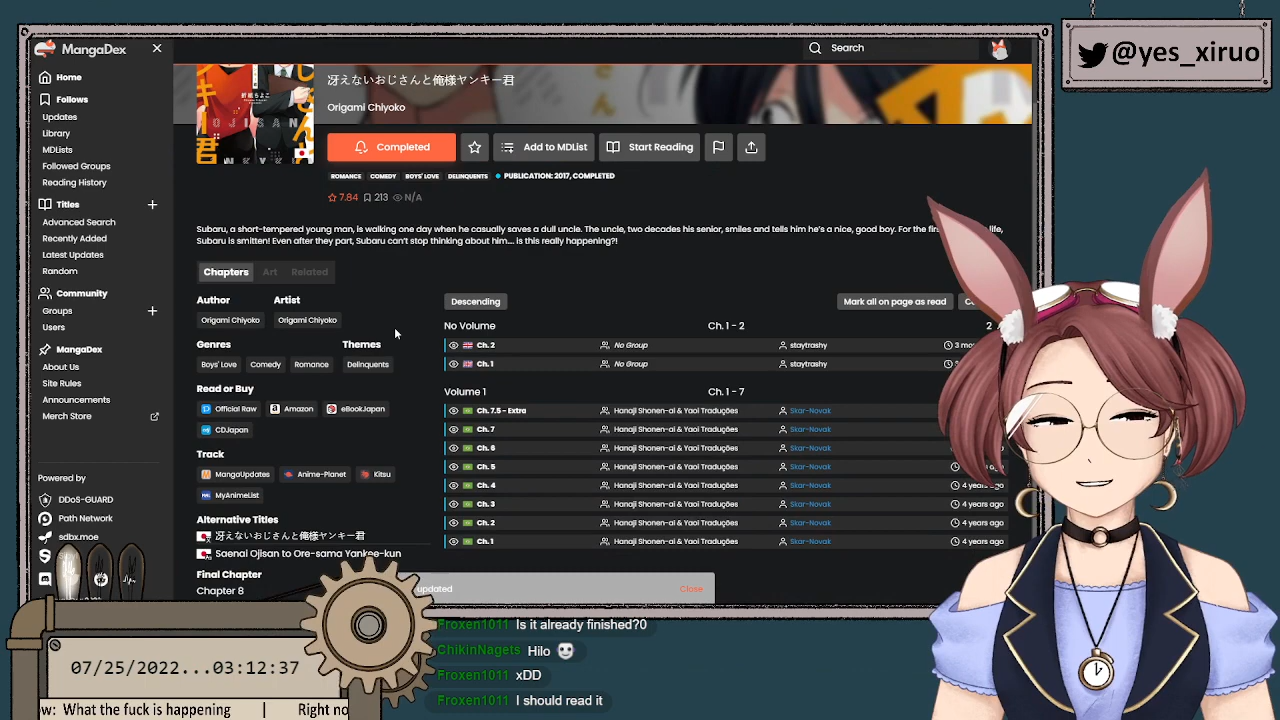 MangaDex
Search
@yes_xiruo
Home
Follows
Updates
Library
MDLists
Followed Groups
Reading History
Titles
Advanced Search
Recently Added
Latest Updates
Random
Community
Groups
Users
MangaDex
About Us
Site Rules
Announcements
Merch Store
Powered by
DDoS-GUARD
Path Network
sdbx.moe
冴えないおじさんと俺様ヤンキー君
Origami Chiyoko
OJISAN
Completed
Add to MDList
Start Reading
ROMANCE COMEDY BOYS' LOVE DELINQUENTS PUBLICATION: 2017, COMPLETED
7.84 213 N/A
Subaru, a short-tempered young man, is walking one day when he casually saves a dull uncle. The uncle, two decades his senior, smiles and tells him he's a nice, good boy. For the firs life,
Subaru is smitten! Even after they part, Subaru can't stop thinking about him... is this really happening?!
Chapters Art Related
Author Artist
Origami Chiyoko Origami Chiyoko
Genres Themes
Boys' Love Comedy Romance Delinquents
Read or Buy
Official Raw Amazon eBookJapan
CDJapan
Track
MangaUpdates Anime-Planet Kitsu
MyAnimeList
Alternative Titles
冴えないおじさんと俺様ヤンキー君
Saenai Ojisan to Ore-sama Yankee-kun
Final Chapter
Chapter 8
Descending Mark all on page as read Co
No Volume Ch. 1 - 2 2
Ch. 2 No Group staytrashy 3 mo
Ch. 1 No Group staytrashy
Volume 1 Ch. 1 - 7
Ch. 7.5 - Extra Hanaji Shonen-ai & Yaoi Traduções Skar-Novak
Ch. 7 Hanaji Shonen-ai & Yaoi Traduções Skar-Novak
Ch. 6 Hanaji Shonen-ai & Yaoi Traduções Skar-Novak
Ch. 5 Hanaji Shonen-ai & Yaoi Traduções Skar-Novak ago
Ch. 4 Hanaji Shonen-ai & Yaoi Traduções Skar-Novak 4 years ago
Ch. 3 Hanaji Shonen-ai & Yaoi Traduções Skar-Novak 4 years ago
Ch. 2 Hanaji Shonen-ai & Yaoi Traduções Skar-Novak 4 years ago
Ch. 1 Hanaji Shonen-ai & Yaoi Traduções Skar-Novak 4 years ago
updated Close
Froxen1011 Is it already finished?0
ChikinNagets Hilo
Froxen1011 xDD
Froxen1011 I should read it
07/25/2022...03:12:37
w: What the fuck is happening | Right no